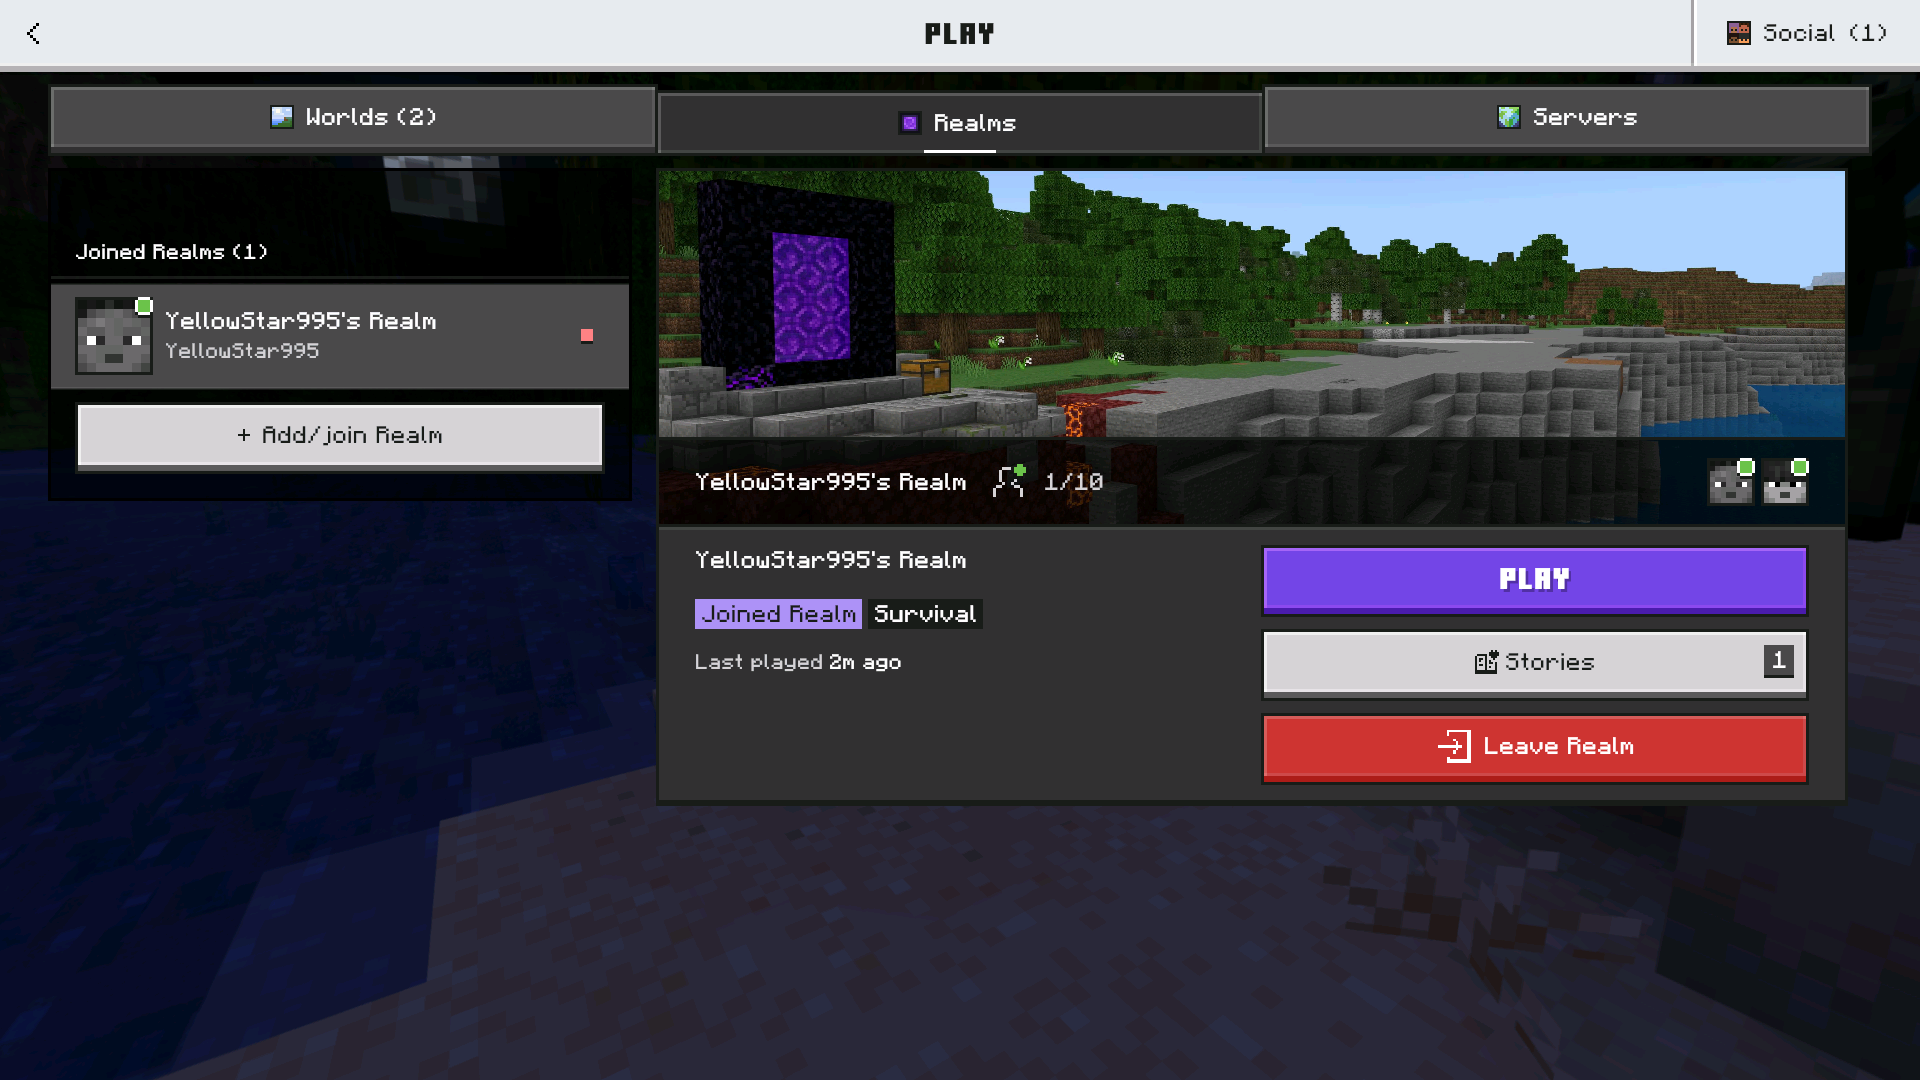 PLAY
Social (1)
Worlds (2)
Realms
Servers
Joined Realms (1)
YellowStar995's Realm
YellowStar995
+ Add/join Realm
YellowStar995's Realm 1/10
YellowStar995's Realm
Joined Realm Survival
Last played 2m ago
PLAY
Stories 1
Leave Realm